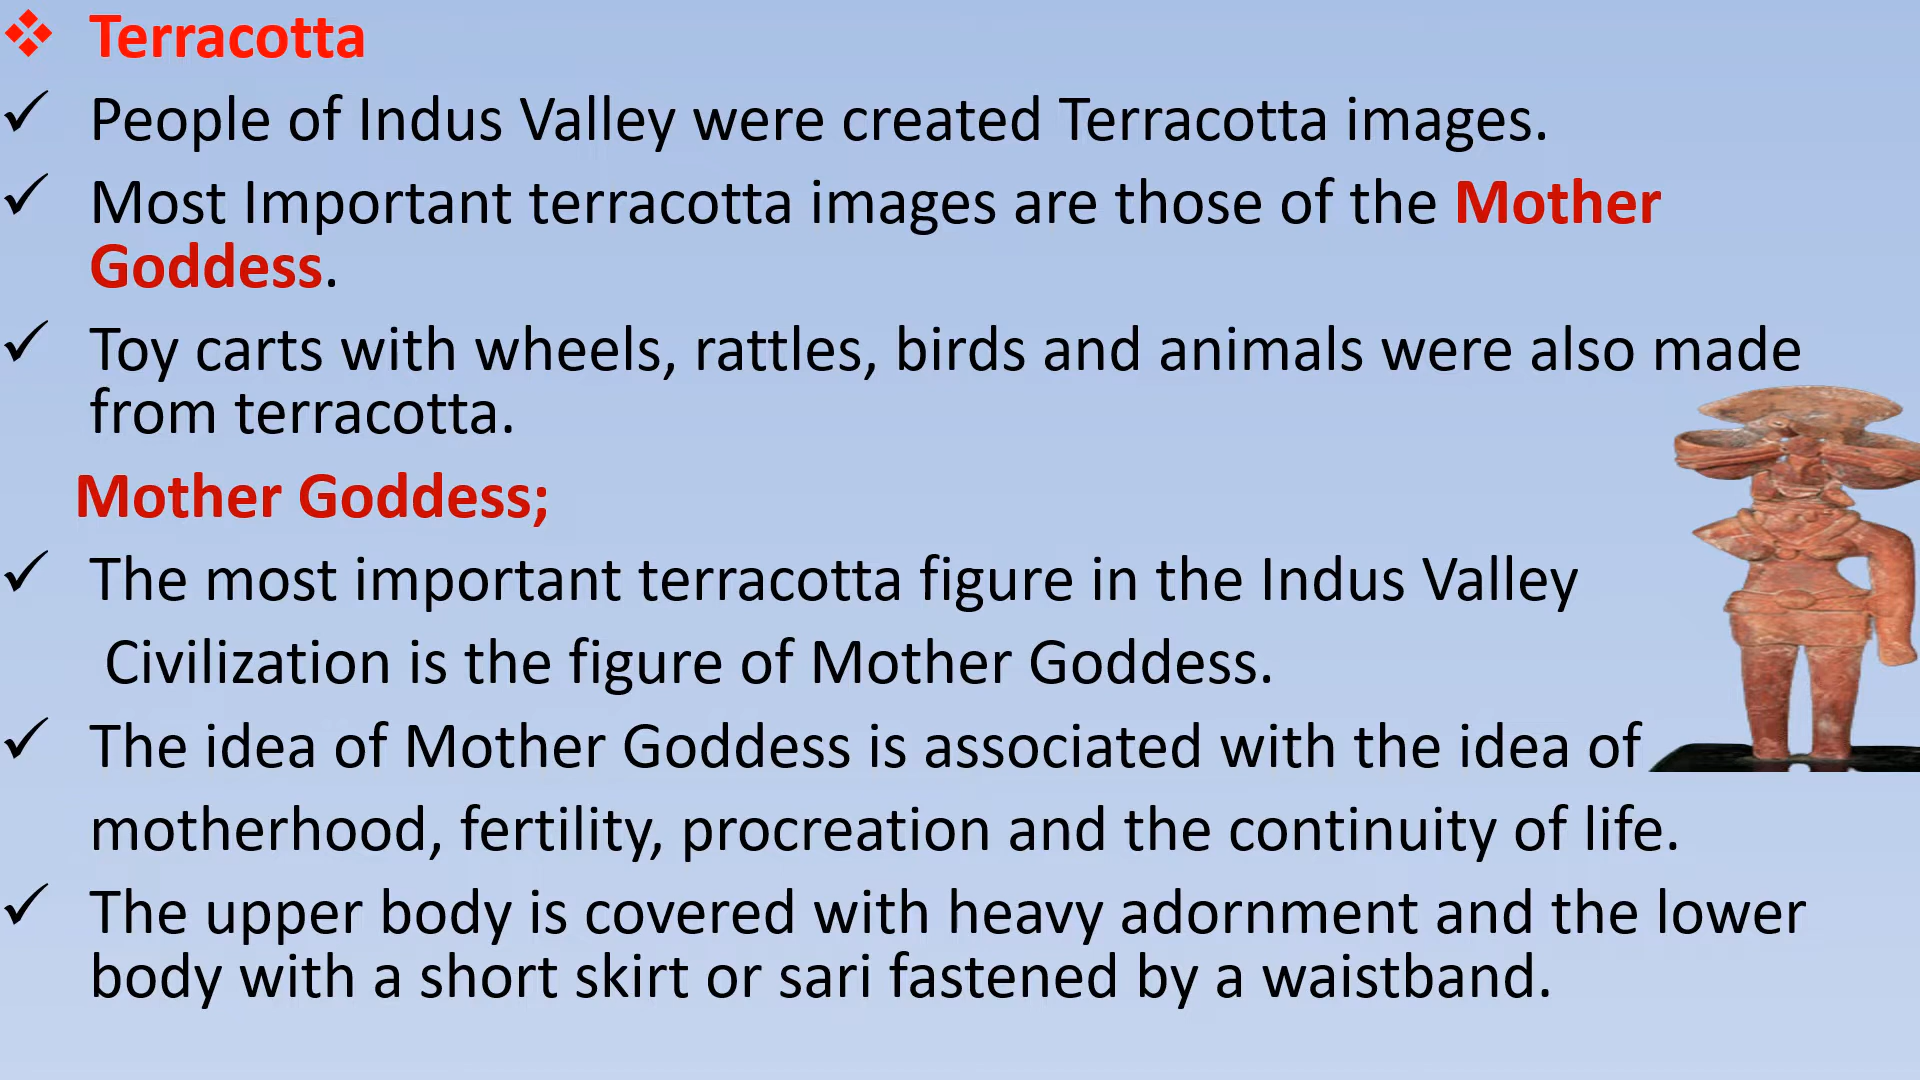 Terracotta
People of Indus Valley were created Terracotta images.
Most Important terracotta images are those of the Mother
Goddess.
Toy carts with wheels, rattles, birds and animals were also made
from terracotta.
Mother Goddess;
The most important terracotta figure in the Indus Valley
Civilization is the figure of Mother Goddess.
The idea of Mother Goddess is associated with the idea of
motherhood, fertility, procreation and the continuity of life.
The upper body is covered with heavy adornment and the lower
body with a short skirt or sari fastened by a waistband.